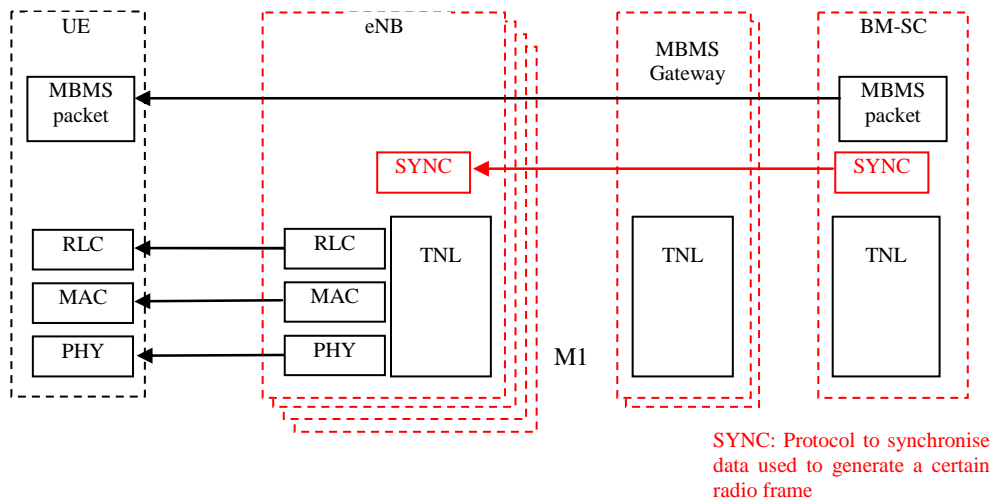 UE
eNB
MBMS
Gateway
BM-SC
MBMS
packet
MBMS
packet
SYNC
SYNC
RLC
RLC
TNL
TNL
TNL
MAC
MAC
PHY
PHY
M1
SYNC: Protocol to synchronise
data used to generate a certain
radio frame